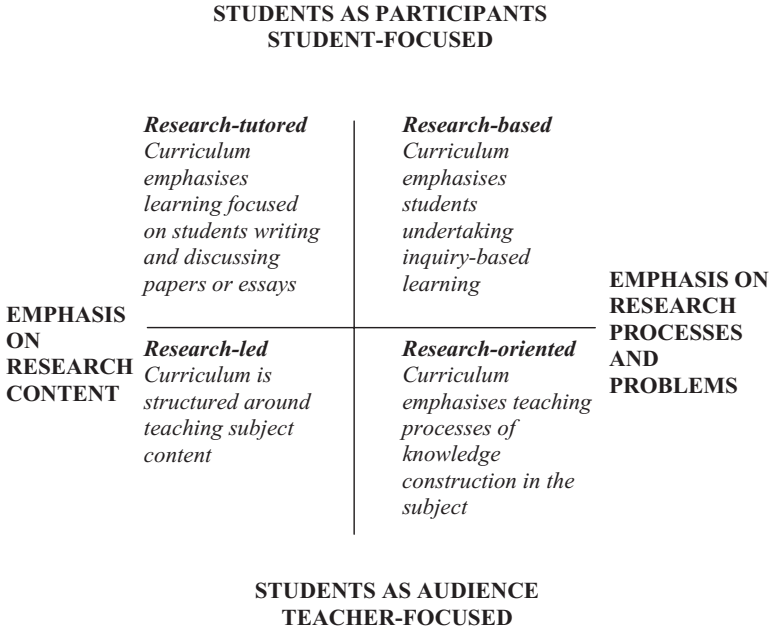 STUDENTS AS PARTICIPANTS
STUDENT-FOCUSED
Research-tutored
Curriculum
emphasises
learning focused
on students writing
and discussing
papers or essays
Research-based
Curriculum
emphasises
students
undertaking
inquiry-based
learning
EMPHASIS
ON
RESEARCH
CONTENT
EMPHASIS ON
RESEARCH
PROCESSES
AND
PROBLEMS
Research-led
Curriculum is
structured around
teaching subject
content
Research-oriented
Curriculum
emphasises teaching
processes of
knowledge
construction in the
subject
STUDENTS AS AUDIENCE
TEACHER-FOCUSED